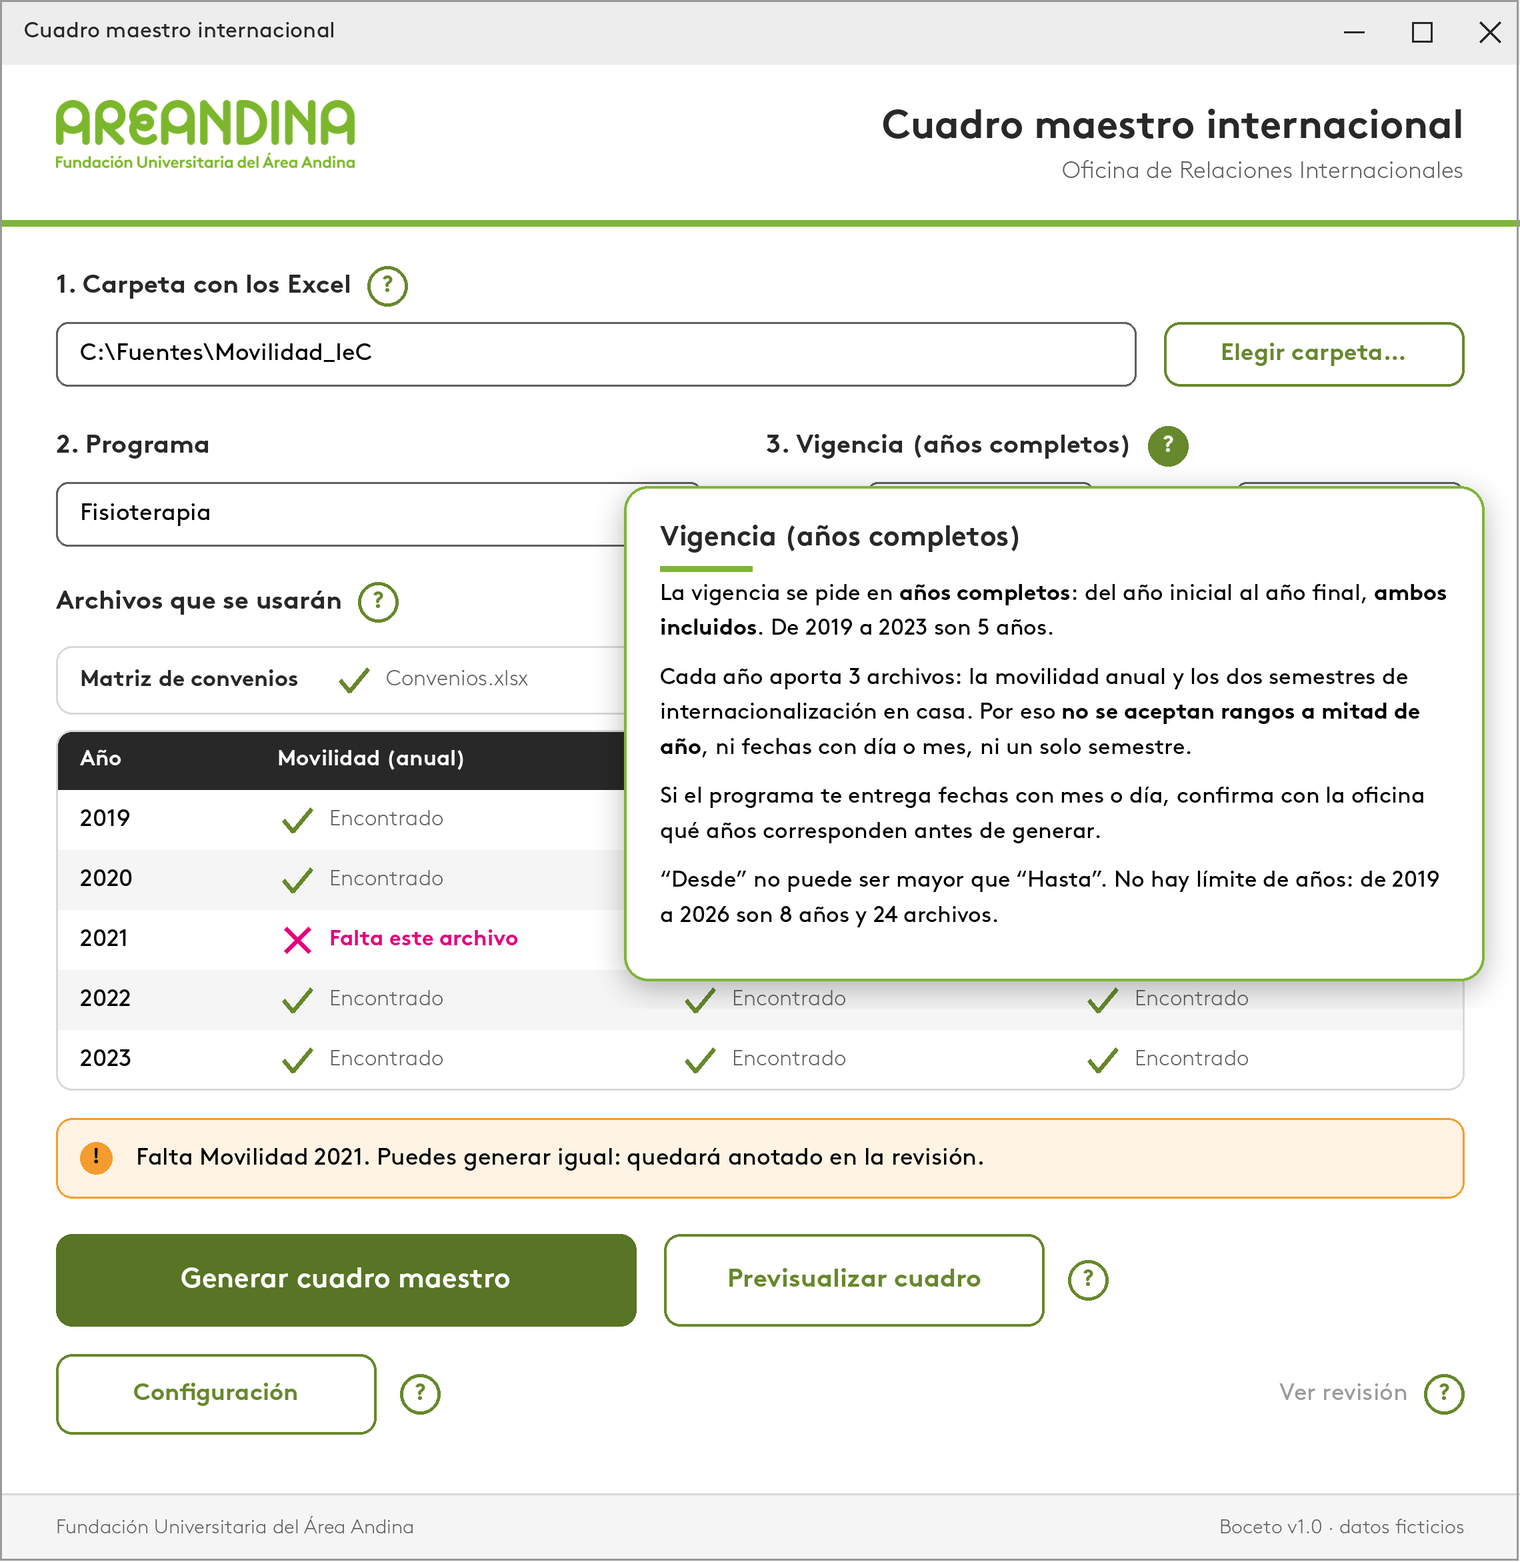 Cuadro maestro internacional
AREANDINA
Fundación Universitaria del Área Andina
Cuadro maestro internacional
Oficina de Relaciones Internacionales
1. Carpeta con los Excel ?
C:\Fuentes\Movilidad_IeC
Elegir carpeta...
2. Programa
3. Vigencia (años completos) ?
Fisioterapia
Vigencia (años completos)
La vigencia se pide en años completos: del año inicial al año final, ambos
incluidos. De 2019 a 2023 son 5 años.
Cada año aporta 3 archivos: la movilidad anual y los dos semestres de
internacionalización en casa. Por eso no se aceptan rangos a mitad de
año, ni fechas con día o mes, ni un solo semestre.
Si el programa te entrega fechas con mes o día, confirma con la oficina
qué años corresponden antes de generar.
“Desde” no puede ser mayor que “Hasta”. No hay límite de años: de 2019
a 2026 son 8 años y 24 archivos.
Archivos que se usarán ?
Matriz de convenios Convenios.xlsx
Año Movilidad (anual)
2019 Encontrado
2020 Encontrado
2021 Falta este archivo
2022 Encontrado Encontrado Encontrado
2023 Encontrado Encontrado Encontrado
! Falta Movilidad 2021. Puedes generar igual: quedará anotado en la revisión.
Generar cuadro maestro
Previsualizar cuadro ?
Configuración ?
Ver revisión ?
Fundación Universitaria del Área Andina
Boceto v1.0 · datos ficticios